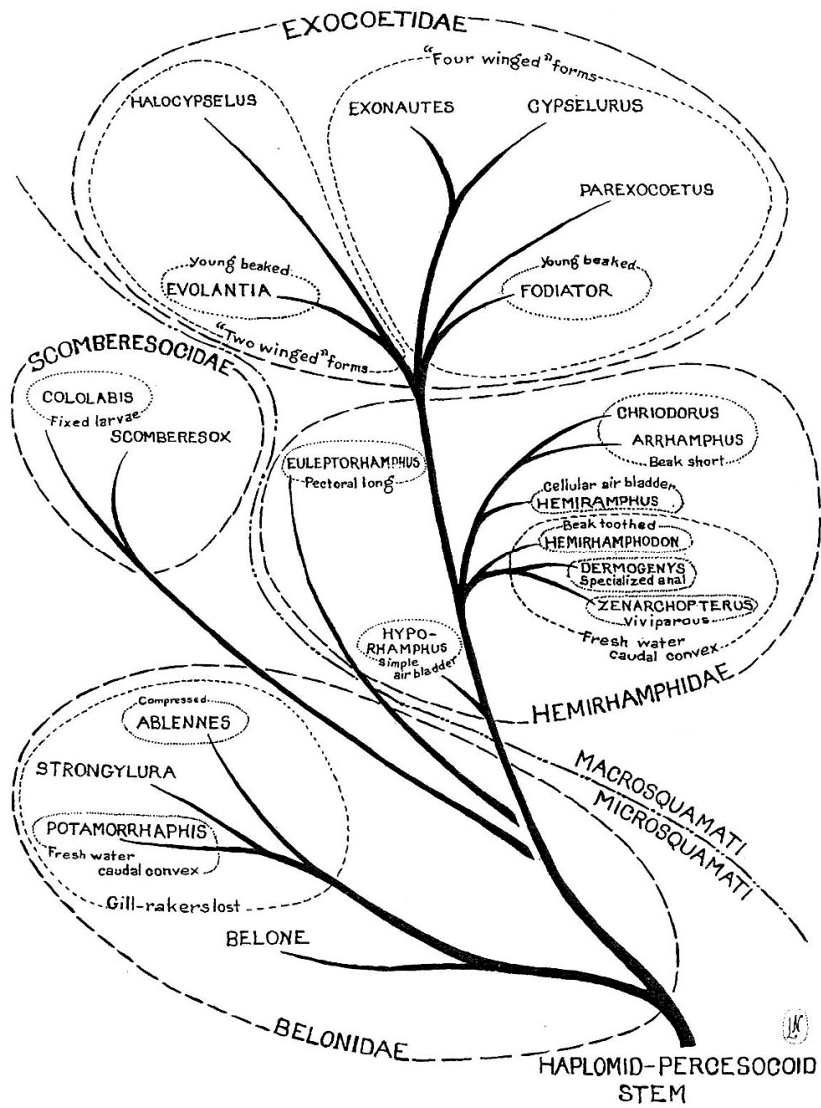 EXOCOETIDAE
"Four winged" forms
HALOCYPSELUS
EXONAUTES
CYPSELURUS
PAREXOCOETUS
Young beaked
EVOLANTIA
Young beaked
FODIATOR
"Two winged" forms
SCOMBERESOCIDAE
COLOLABIS
Fixed larvae
SCOMBERESOX
EULEPTORHAMPHUS
Pectoral long
CHRIODORUS
ARRHAMPHUS
Beak short
Cellular air bladder
HEMIRAMPHUS
Beak toothed
HEMIRHAMPHODON
DERMOGENYS
Specialized anal
ZENARCHOPTERUS
Viviparous
Fresh water
caudal convex
HYPO-
RHAMPHUS
Simple
air bladder
HEMIRHAMPHIDAE
MACROSQUAMATI
MICROSQUAMATI
Compressed
ABLENNES
STRONGYLURA
POTAMORRHAPHIS
Fresh water
caudal convex
Gill-rakers lost
BELONE
BELONIDAE
LN
HAPLOMID-PERCESOCOID
STEM